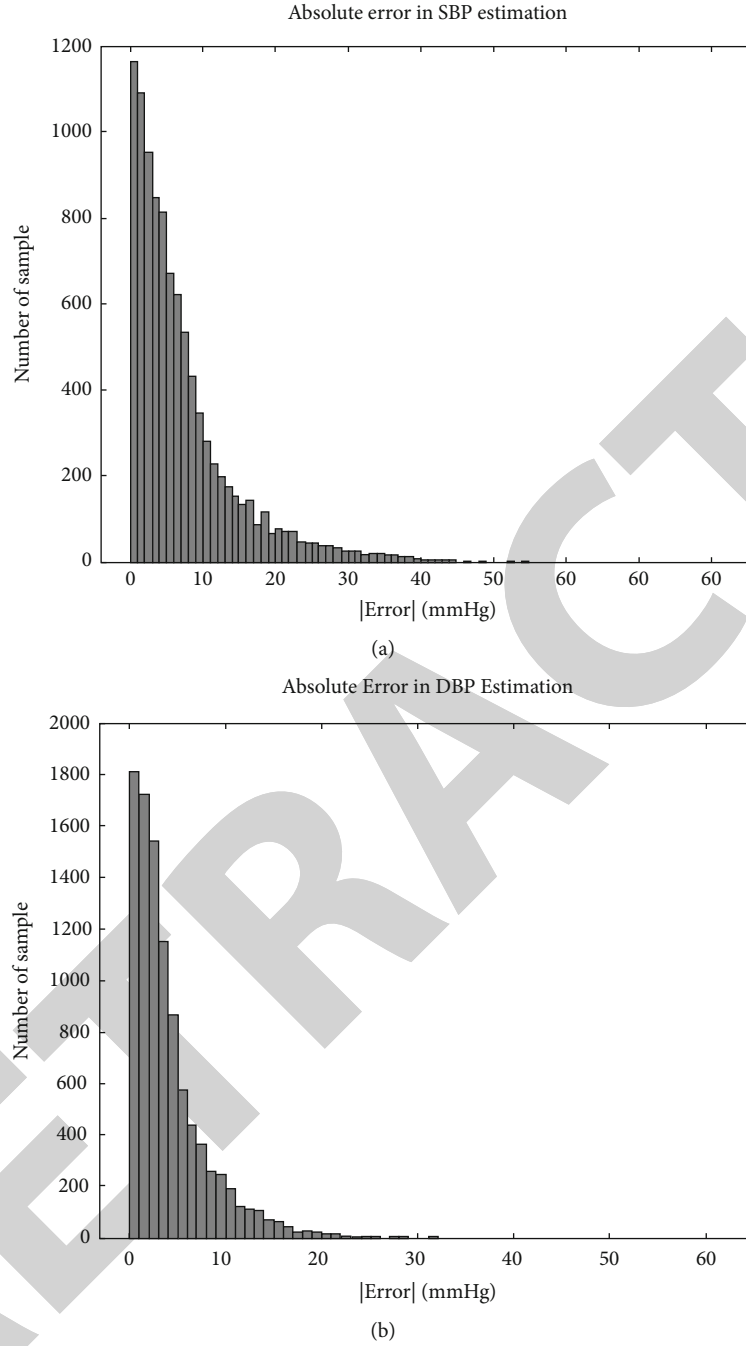 Absolute error in SBP estimation
1200
1000
800
600
400
200
0
Number of sample
0 10 20 30 40 50 60 60 60
|Error| (mmHg)
(a)
Absolute Error in DBP Estimation
2000
1800
1600
1400
1200
1000
800
600
400
200
0
Number of sample
0 10 20 30 40 50 60
|Error| (mmHg)
(b)
ETRACT